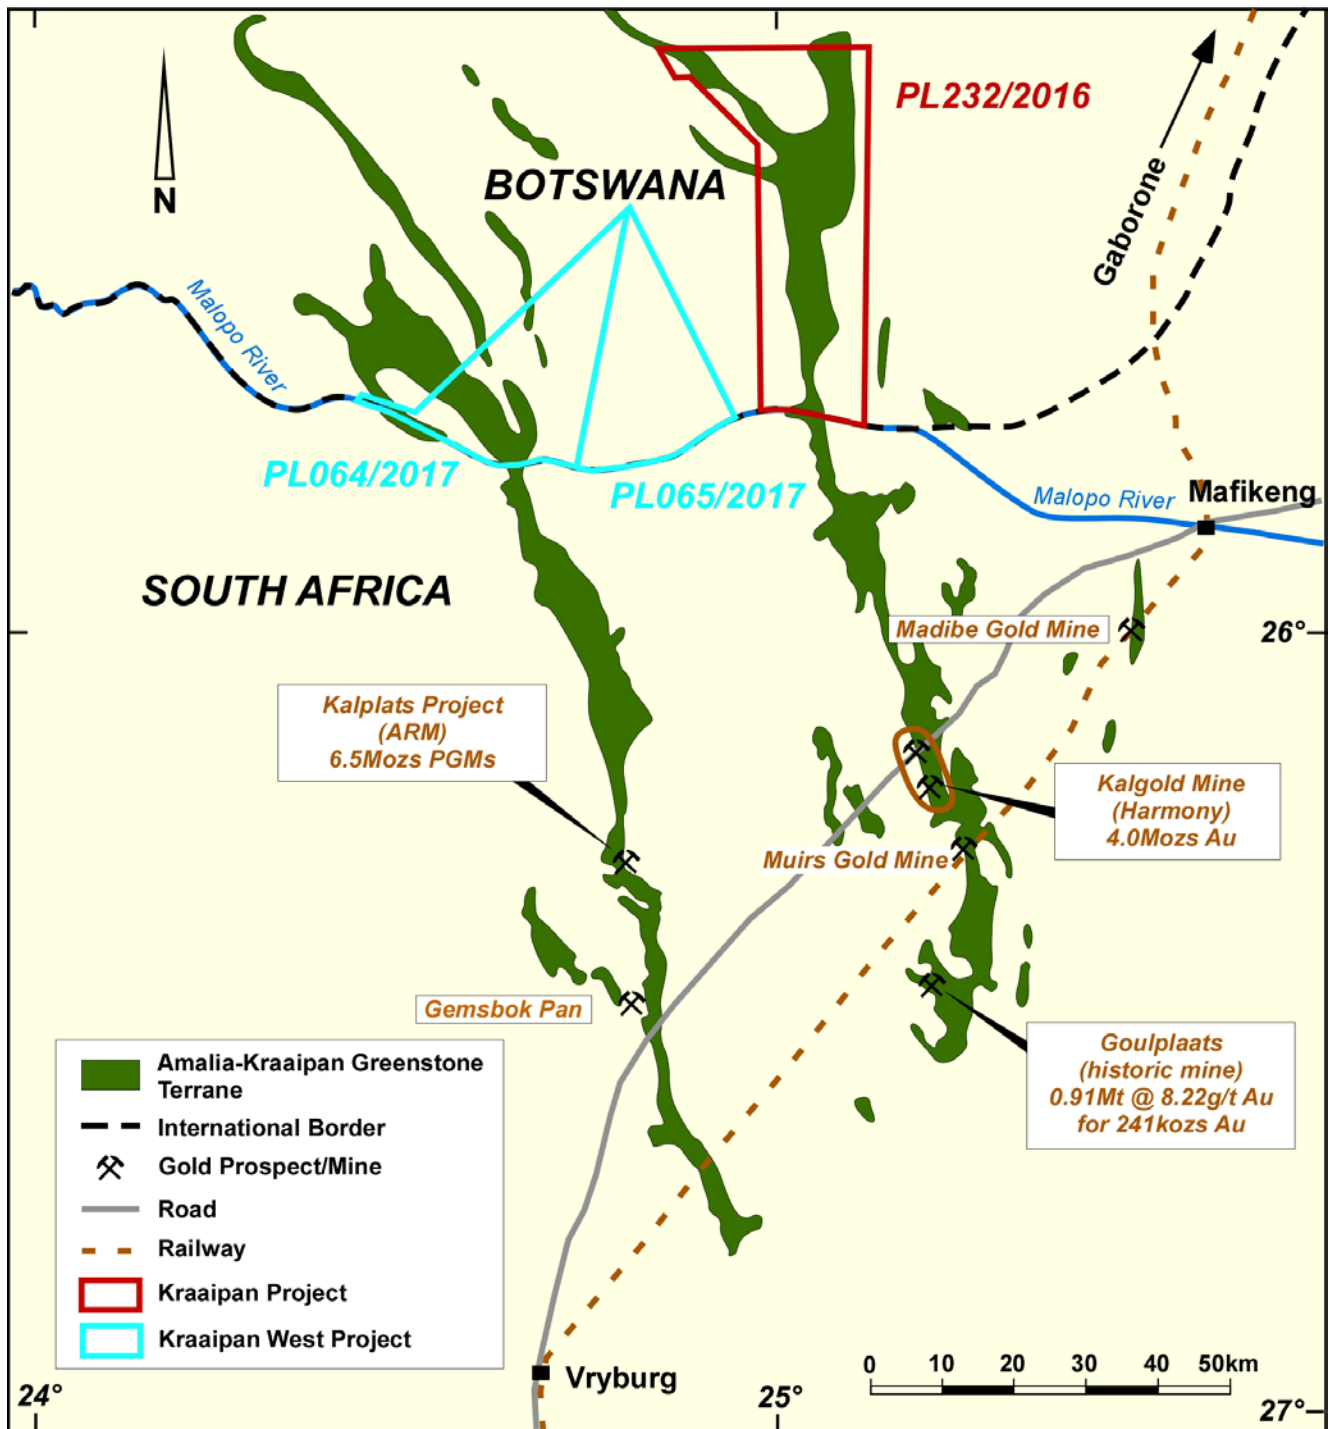 PL232/2016
N
BOTSWANA
Gaborone
Malopo River
PL064/2017
PL065/2017
Malopo River
Mafikeng
SOUTH AFRICA
Madibe Gold Mine
26°
Kalplats Project
(ARM)
6.5Mozs PGMs
Kalgold Mine
(Harmony)
4.0Mozs Au
Muirs Gold Mine
Gemsbok Pan
Goulplaats
(historic mine)
0.91Mt @ 8.22g/t Au
for 241kozs Au
Amalia-Kraaipan Greenstone
Terrane
International Border
Gold Prospect/Mine
Road
Railway
Kraaipan Project
Kraaipan West Project
Vryburg
0 10 20 30 40 50km
24°
25°
27°